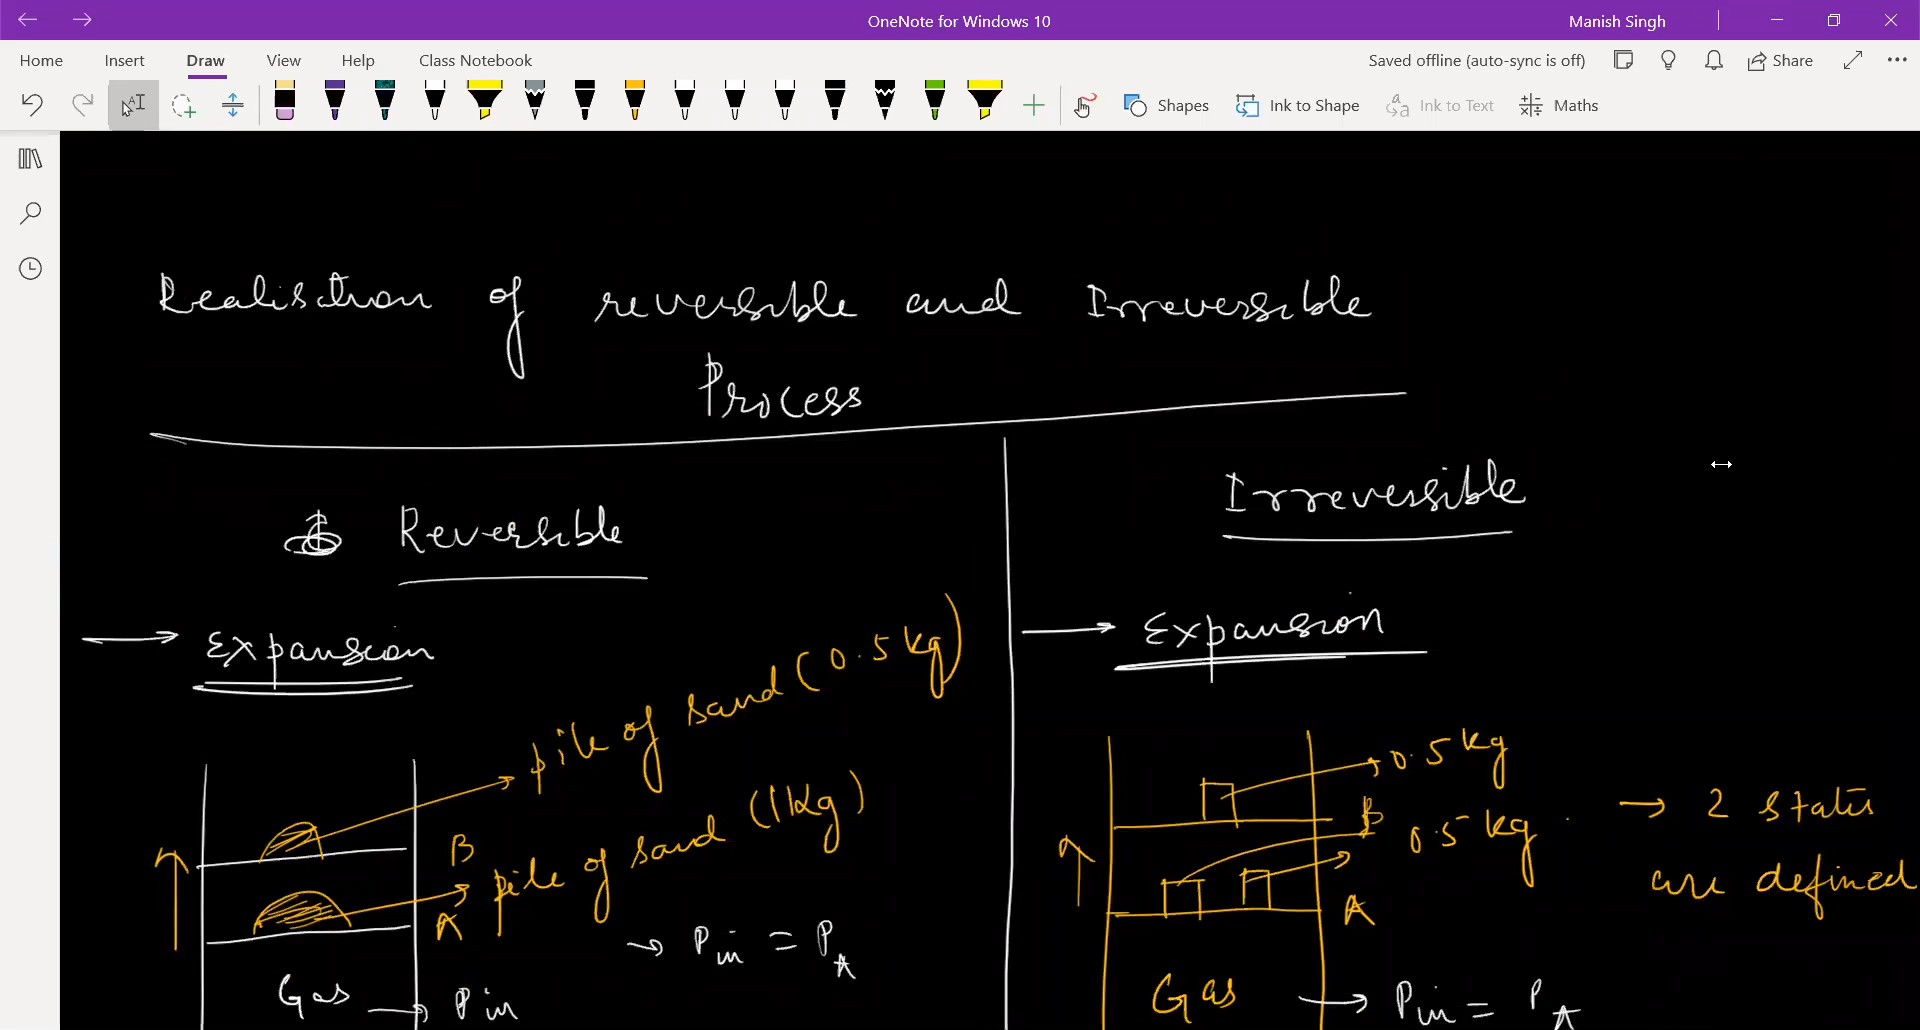 OneNote for Windows 10
Manish Singh
Home Insert Draw View Help Class Notebook
Saved offline (auto-sync is off) Share
Shapes Ink to Shape Ink to Text Maths
Realisation of reversible and Irreversible
Process
Reversible
Expansion
pile of sand (0.5 kg)
pile of sand (1kg)
B
A
→ Pin = PA
Gas → Pin
Irreversible
Expansion
0.5 kg
B
0.5 kg
A
→ 2 states
are defined
Gas → Pin = PA